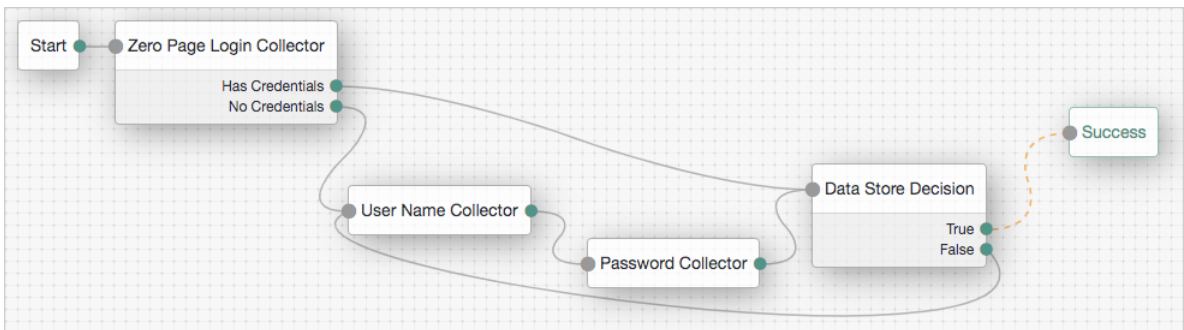 Start
Zero Page Login Collector
Has Credentials
No Credentials
User Name Collector
Password Collector
Data Store Decision
True
False
Success